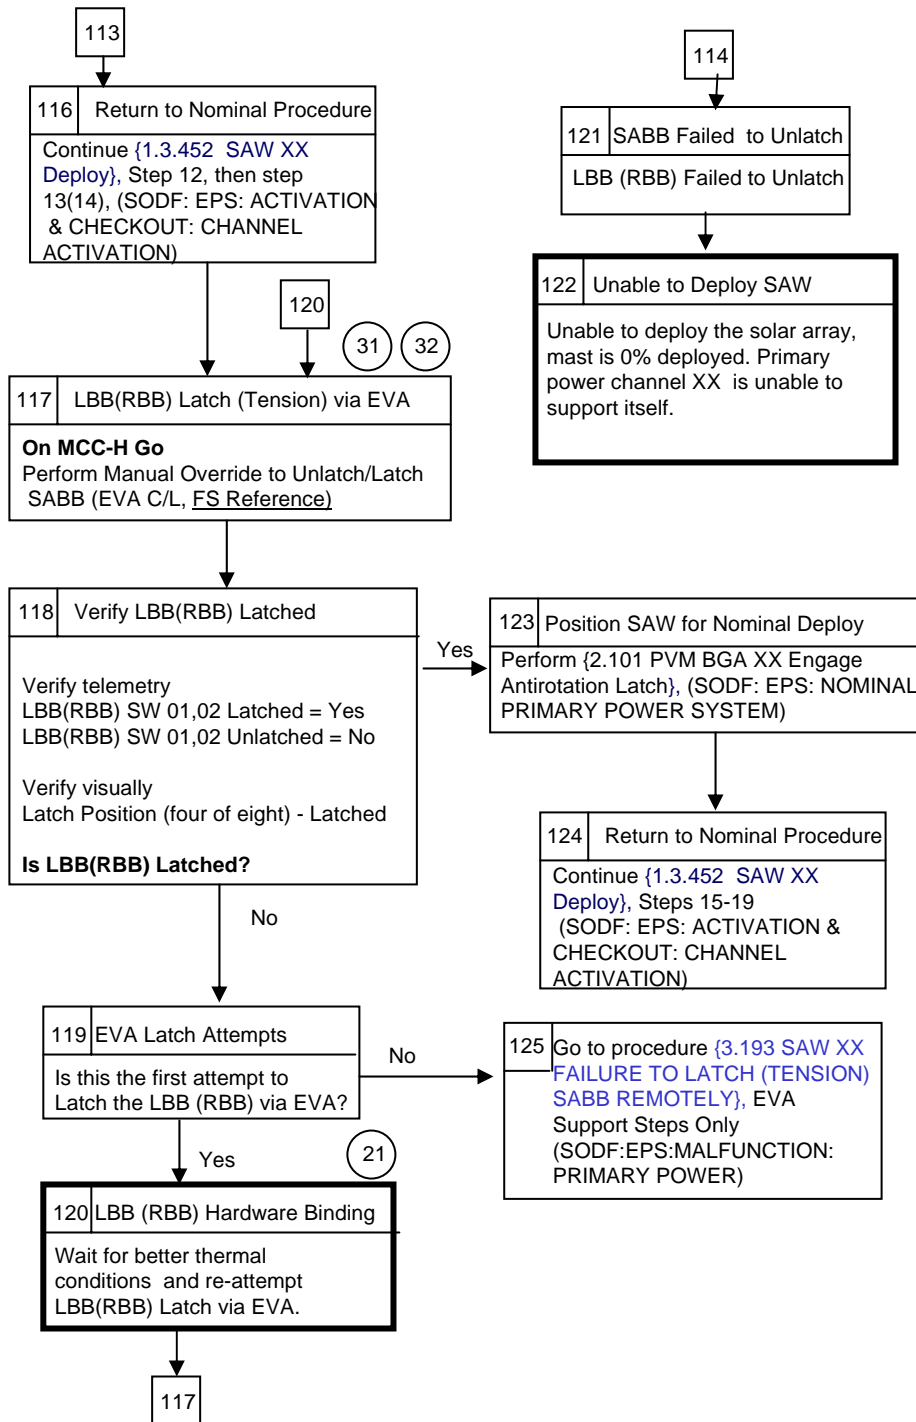 113
116 Return to Nominal Procedure
Continue {1.3.452 SAW XX
Deploy}, Step 12, then step
13(14), (SODF: EPS: ACTIVATION
& CHECKOUT: CHANNEL
ACTIVATION)
120
31
32
117 LBB(RBB) Latch (Tension) via EVA
On MCC-H Go
Perform Manual Override to Unlatch/Latch
SABB (EVA C/L, FS Reference)
118 Verify LBB(RBB) Latched
Verify telemetry
LBB(RBB) SW 01,02 Latched = Yes
LBB(RBB) SW 01,02 Unlatched = No
Verify visually
Latch Position (four of eight) - Latched
Is LBB(RBB) Latched?
Yes
No
119 EVA Latch Attempts
Is this the first attempt to
Latch the LBB (RBB) via EVA?
No
Yes
21
120 LBB (RBB) Hardware Binding
Wait for better thermal
conditions and re-attempt
LBB(RBB) Latch via EVA.
117
114
121 SABB Failed to Unlatch
LBB (RBB) Failed to Unlatch
122 Unable to Deploy SAW
Unable to deploy the solar array,
mast is 0% deployed. Primary
power channel XX is unable to
support itself.
123 Position SAW for Nominal Deploy
Perform {2.101 PVM BGA XX Engage
Antirotation Latch}, (SODF: EPS: NOMINAL
PRIMARY POWER SYSTEM)
124 Return to Nominal Procedure
Continue {1.3.452 SAW XX
Deploy}, Steps 15-19
(SODF: EPS: ACTIVATION &
CHECKOUT: CHANNEL
ACTIVATION)
125 Go to procedure {3.193 SAW XX
FAILURE TO LATCH (TENSION)
SABB REMOTELY}, EVA
Support Steps Only
(SODF:EPS:MALFUNCTION:
PRIMARY POWER)